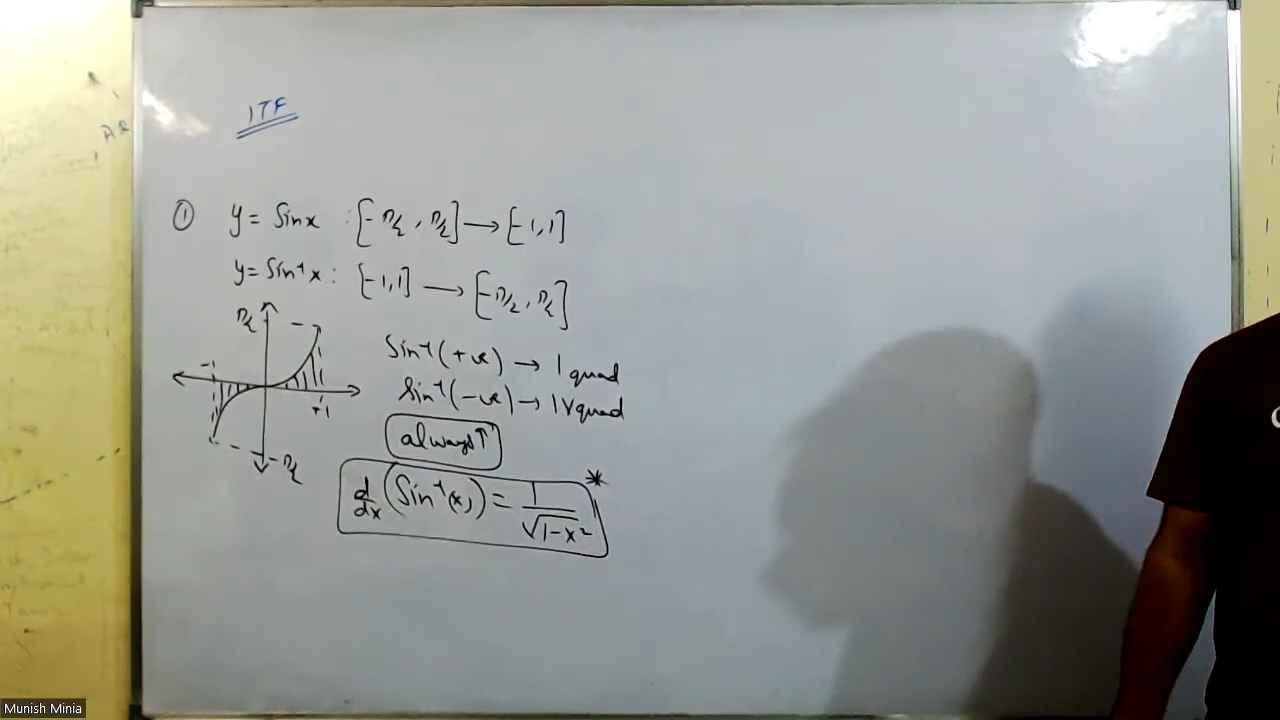 ITF
① y = Sinx : [-π/2, π/2] → [-1,1]
y = Sin⁻¹x : [-1,1] → [-π/2, π/2]
π/2
-1
+1
-π/2
Sin⁻¹(+ve) → I quad
Sin⁻¹(-ve) → IV quad
always↑
d/dx (Sin⁻¹(x)) = 1/√(1-x²) *
AR
Munish Minia